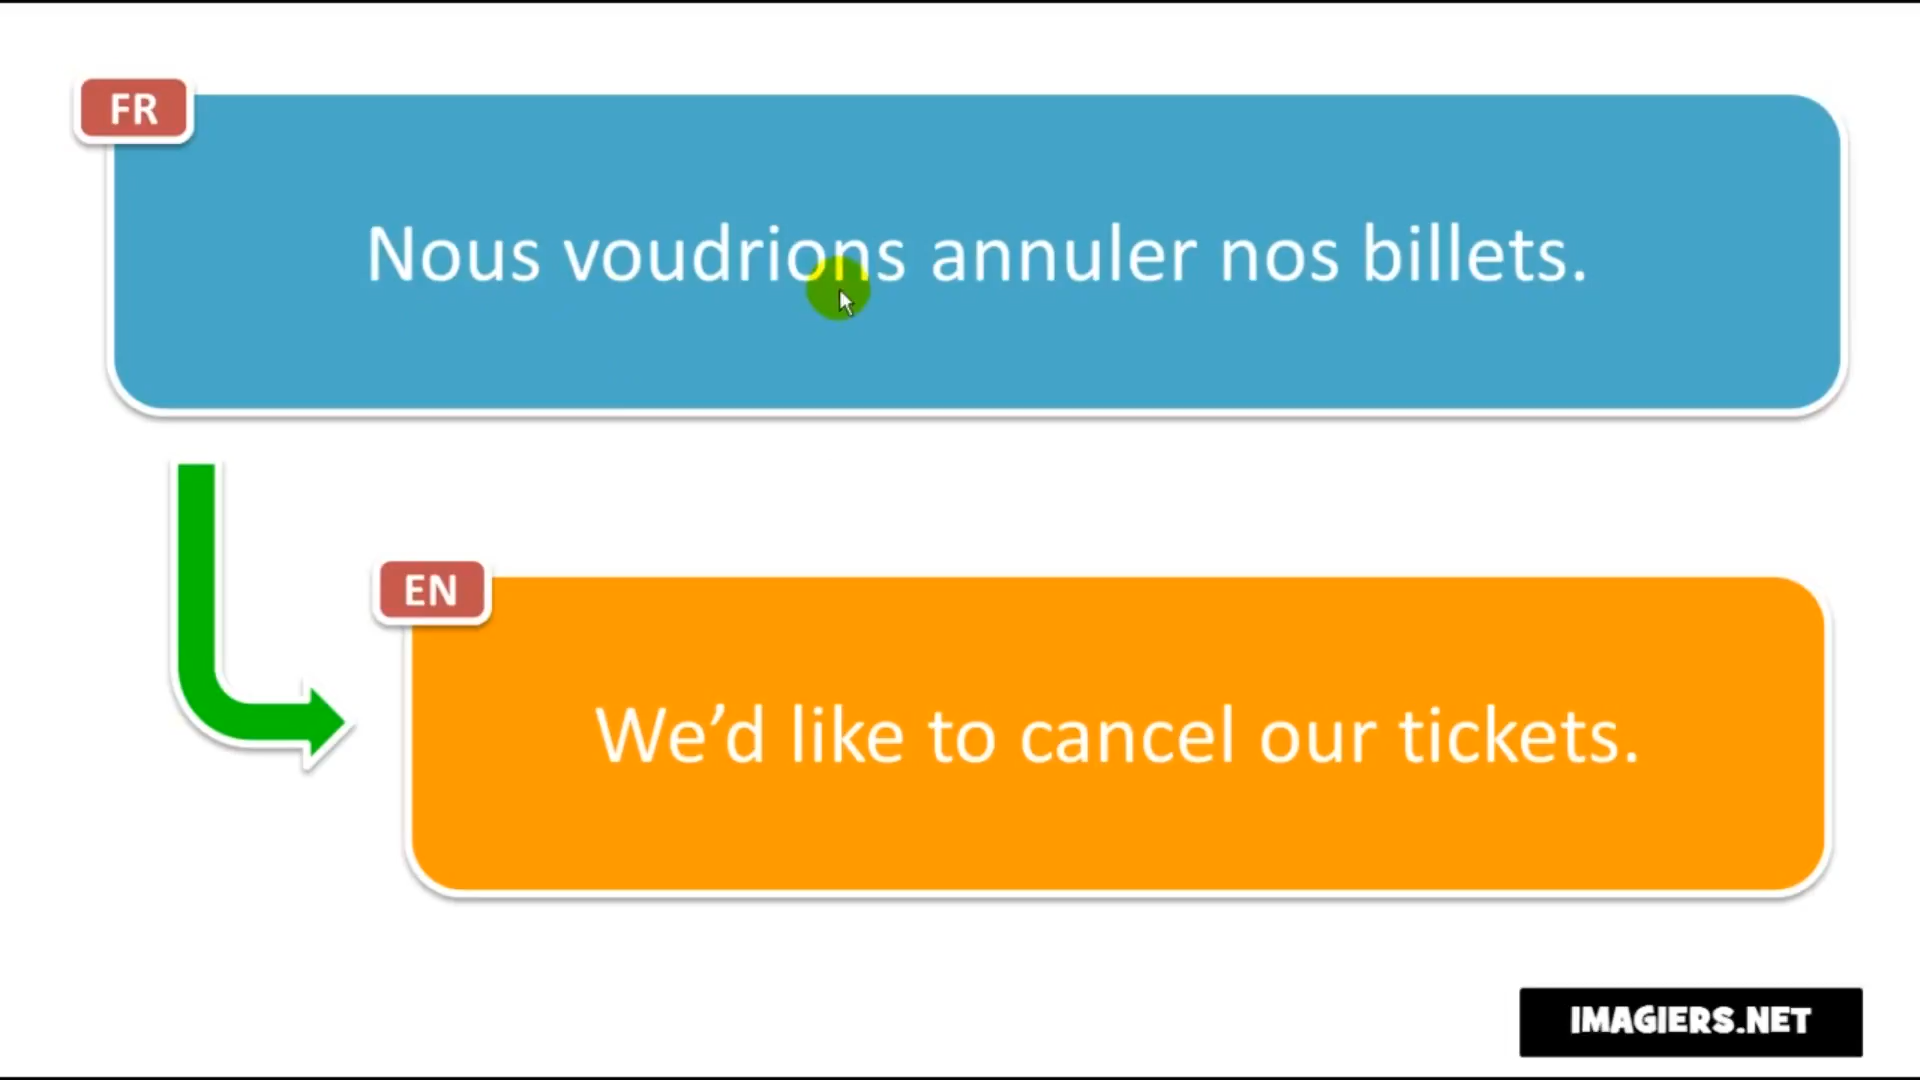 FR
Nous voudrions annuler nos billets.
EN
We’d like to cancel our tickets.
IMAGIERS.NET